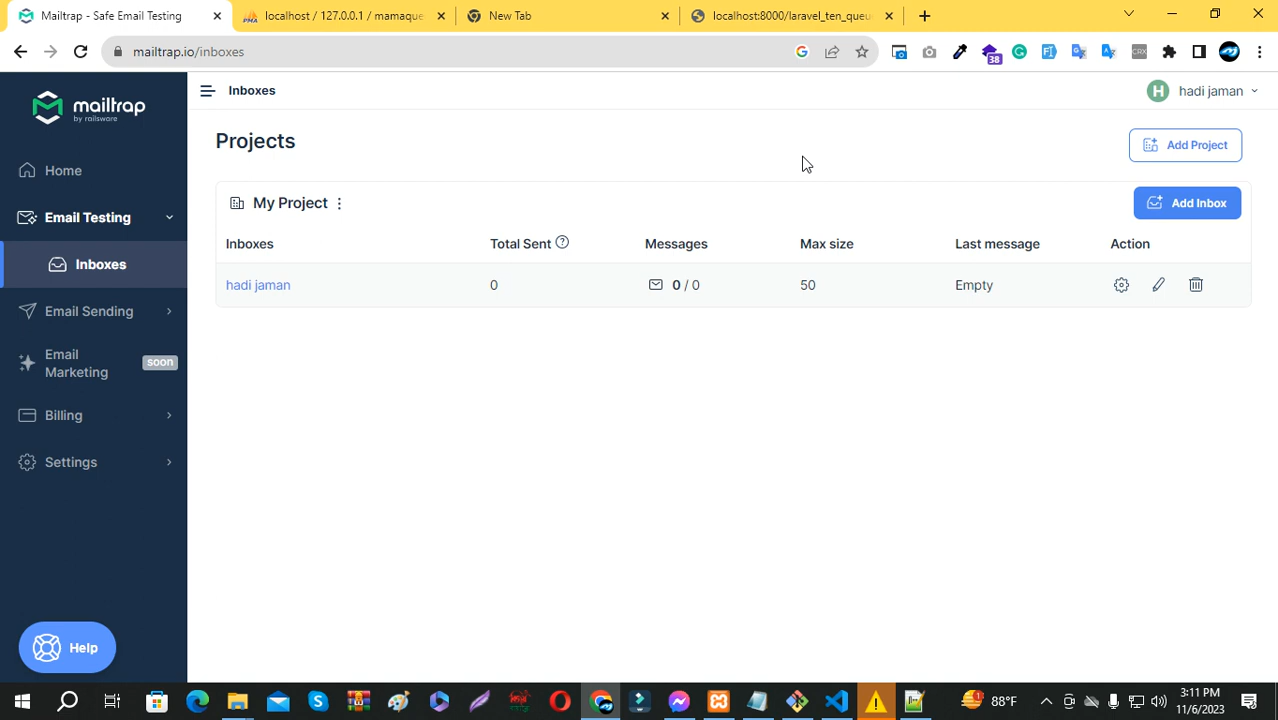 Mailtrap - Safe Email Testing
localhost / 127.0.0.1 / mamaque
New Tab
localhost:8000/laravel_ten_queu
mailtrap.io/inboxes
38
mailtrap
by railsware
Inboxes
H hadi jaman
Projects
Add Project
Home
Email Testing
Inboxes
Email Sending
Email Marketing
soon
Billing
Settings
Help
My Project
Add Inbox
Inboxes Total Sent ? Messages Max size Last message Action
hadi jaman 0 0 / 0 50 Empty
88°F
3:11 PM
11/6/2023